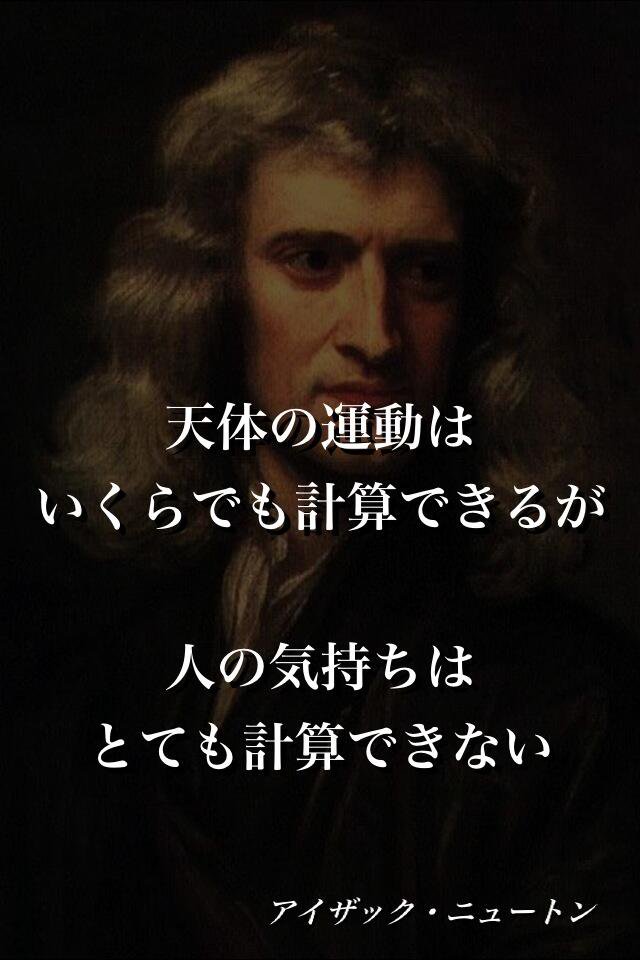 天体の運動は
いくらでも計算できるが
人の気持ちは
とても計算できない
アイザック・ニュートン